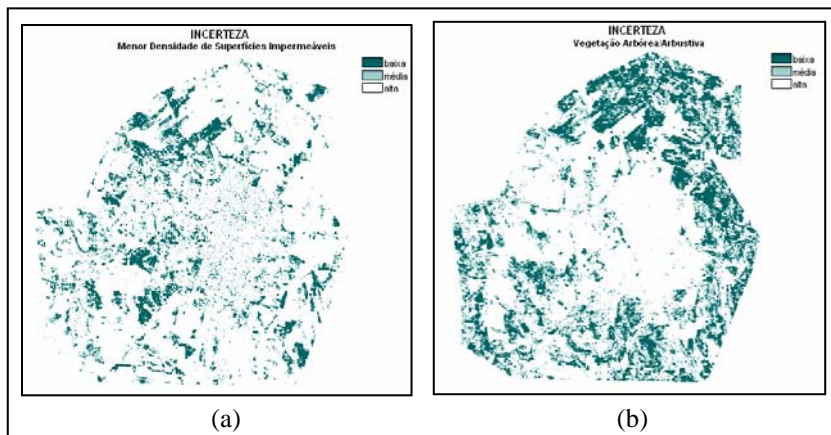 INCERTEZA
Menor Densidade de Superfícies Impermeáveis
baixa
média
alta
(a)
INCERTEZA
Vegetação Arbórea/Arbustiva
baixa
média
alta
(b)